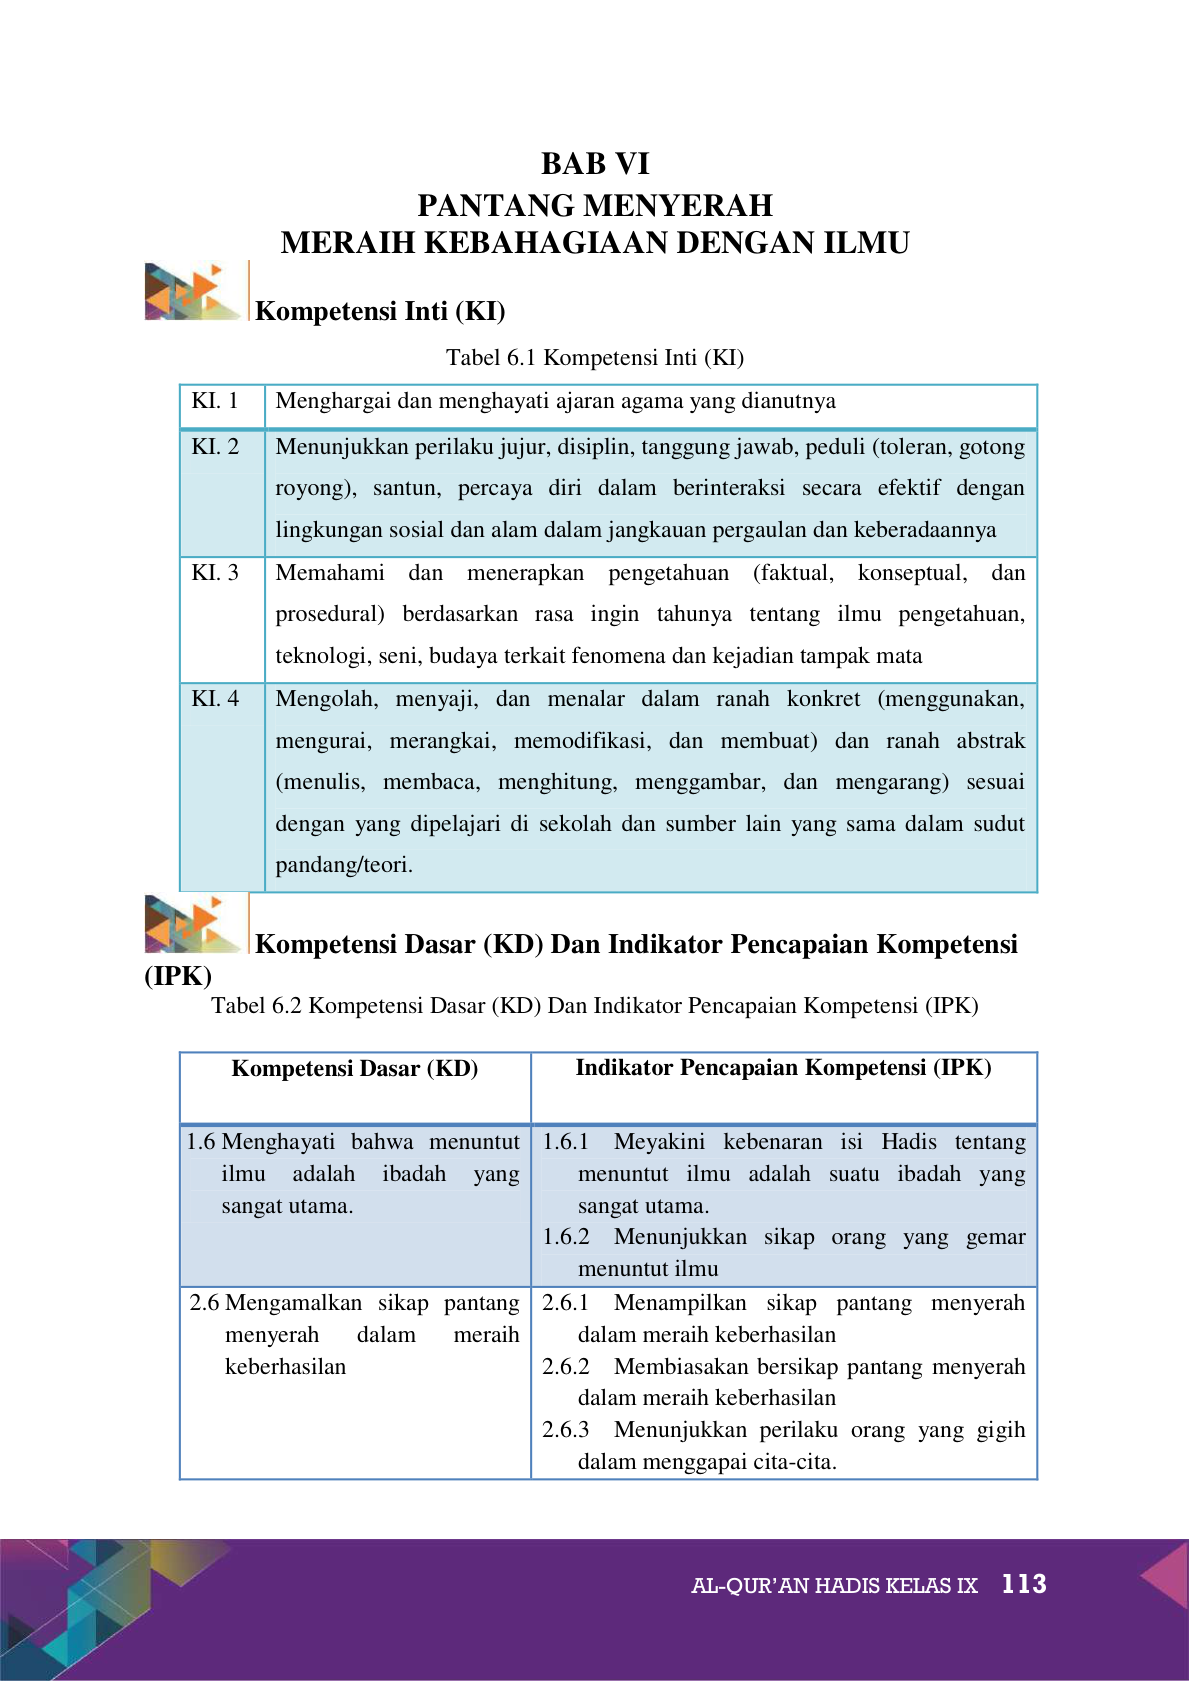 BAB VI
PANTANG MENYERAH
MERAIH KEBAHAGIAAN DENGAN ILMU
Kompetensi Inti (KI)
Tabel 6.1 Kompetensi Inti (KI)
KI. 1 Menghargai dan menghayati ajaran agama yang dianutnya
KI. 2 Menunjukkan perilaku jujur, disiplin, tanggung jawab, peduli (toleran, gotong
royong), santun, percaya diri dalam berinteraksi secara efektif dengan
lingkungan sosial dan alam dalam jangkauan pergaulan dan keberadaannya
KI. 3 Memahami dan menerapkan pengetahuan (faktual, konseptual, dan
prosedural) berdasarkan rasa ingin tahunya tentang ilmu pengetahuan,
teknologi, seni, budaya terkait fenomena dan kejadian tampak mata
KI. 4 Mengolah, menyaji, dan menalar dalam ranah konkret (menggunakan,
mengurai, merangkai, memodifikasi, dan membuat) dan ranah abstrak
(menulis, membaca, menghitung, menggambar, dan mengarang) sesuai
dengan yang dipelajari di sekolah dan sumber lain yang sama dalam sudut
pandang/teori.
Kompetensi Dasar (KD) Dan Indikator Pencapaian Kompetensi
(IPK)
Tabel 6.2 Kompetensi Dasar (KD) Dan Indikator Pencapaian Kompetensi (IPK)
Kompetensi Dasar (KD)
Indikator Pencapaian Kompetensi (IPK)
1.6 Menghayati bahwa menuntut
ilmu adalah ibadah yang
sangat utama.
1.6.1 Meyakini kebenaran isi Hadis tentang
menuntut ilmu adalah suatu ibadah yang
sangat utama.
1.6.2 Menunjukkan sikap orang yang gemar
menuntut ilmu
2.6 Mengamalkan sikap pantang
menyerah dalam meraih
keberhasilan
2.6.1 Menampilkan sikap pantang menyerah
dalam meraih keberhasilan
2.6.2 Membiasakan bersikap pantang menyerah
dalam meraih keberhasilan
2.6.3 Menunjukkan perilaku orang yang gigih
dalam menggapai cita-cita.
AL-QUR’AN HADIS KELAS IX 113